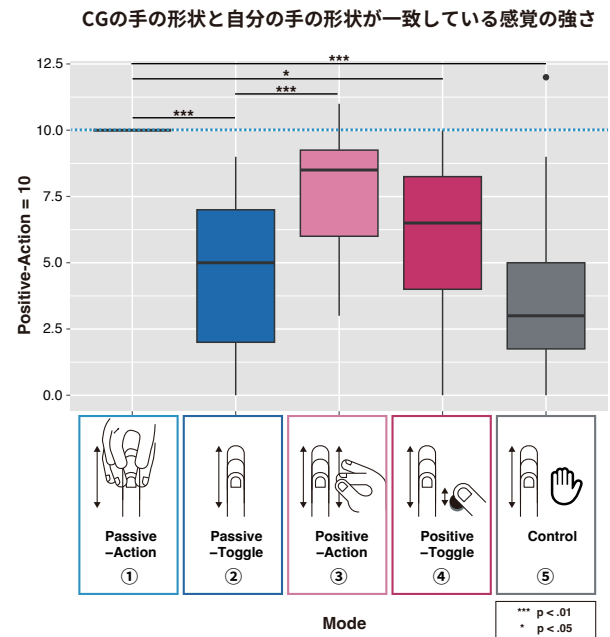 CGの手の形状と自分の手の形状が一致している感覚の強さ
12.5
10.0
7.5
5.0
2.5
0.0
Positive-Action = 10
***
*
***
***
Passive
–Action
①
Passive
–Toggle
②
Positive
–Action
③
Positive
–Toggle
④
Control
⑤
Mode
*** p < .01
* p < .05